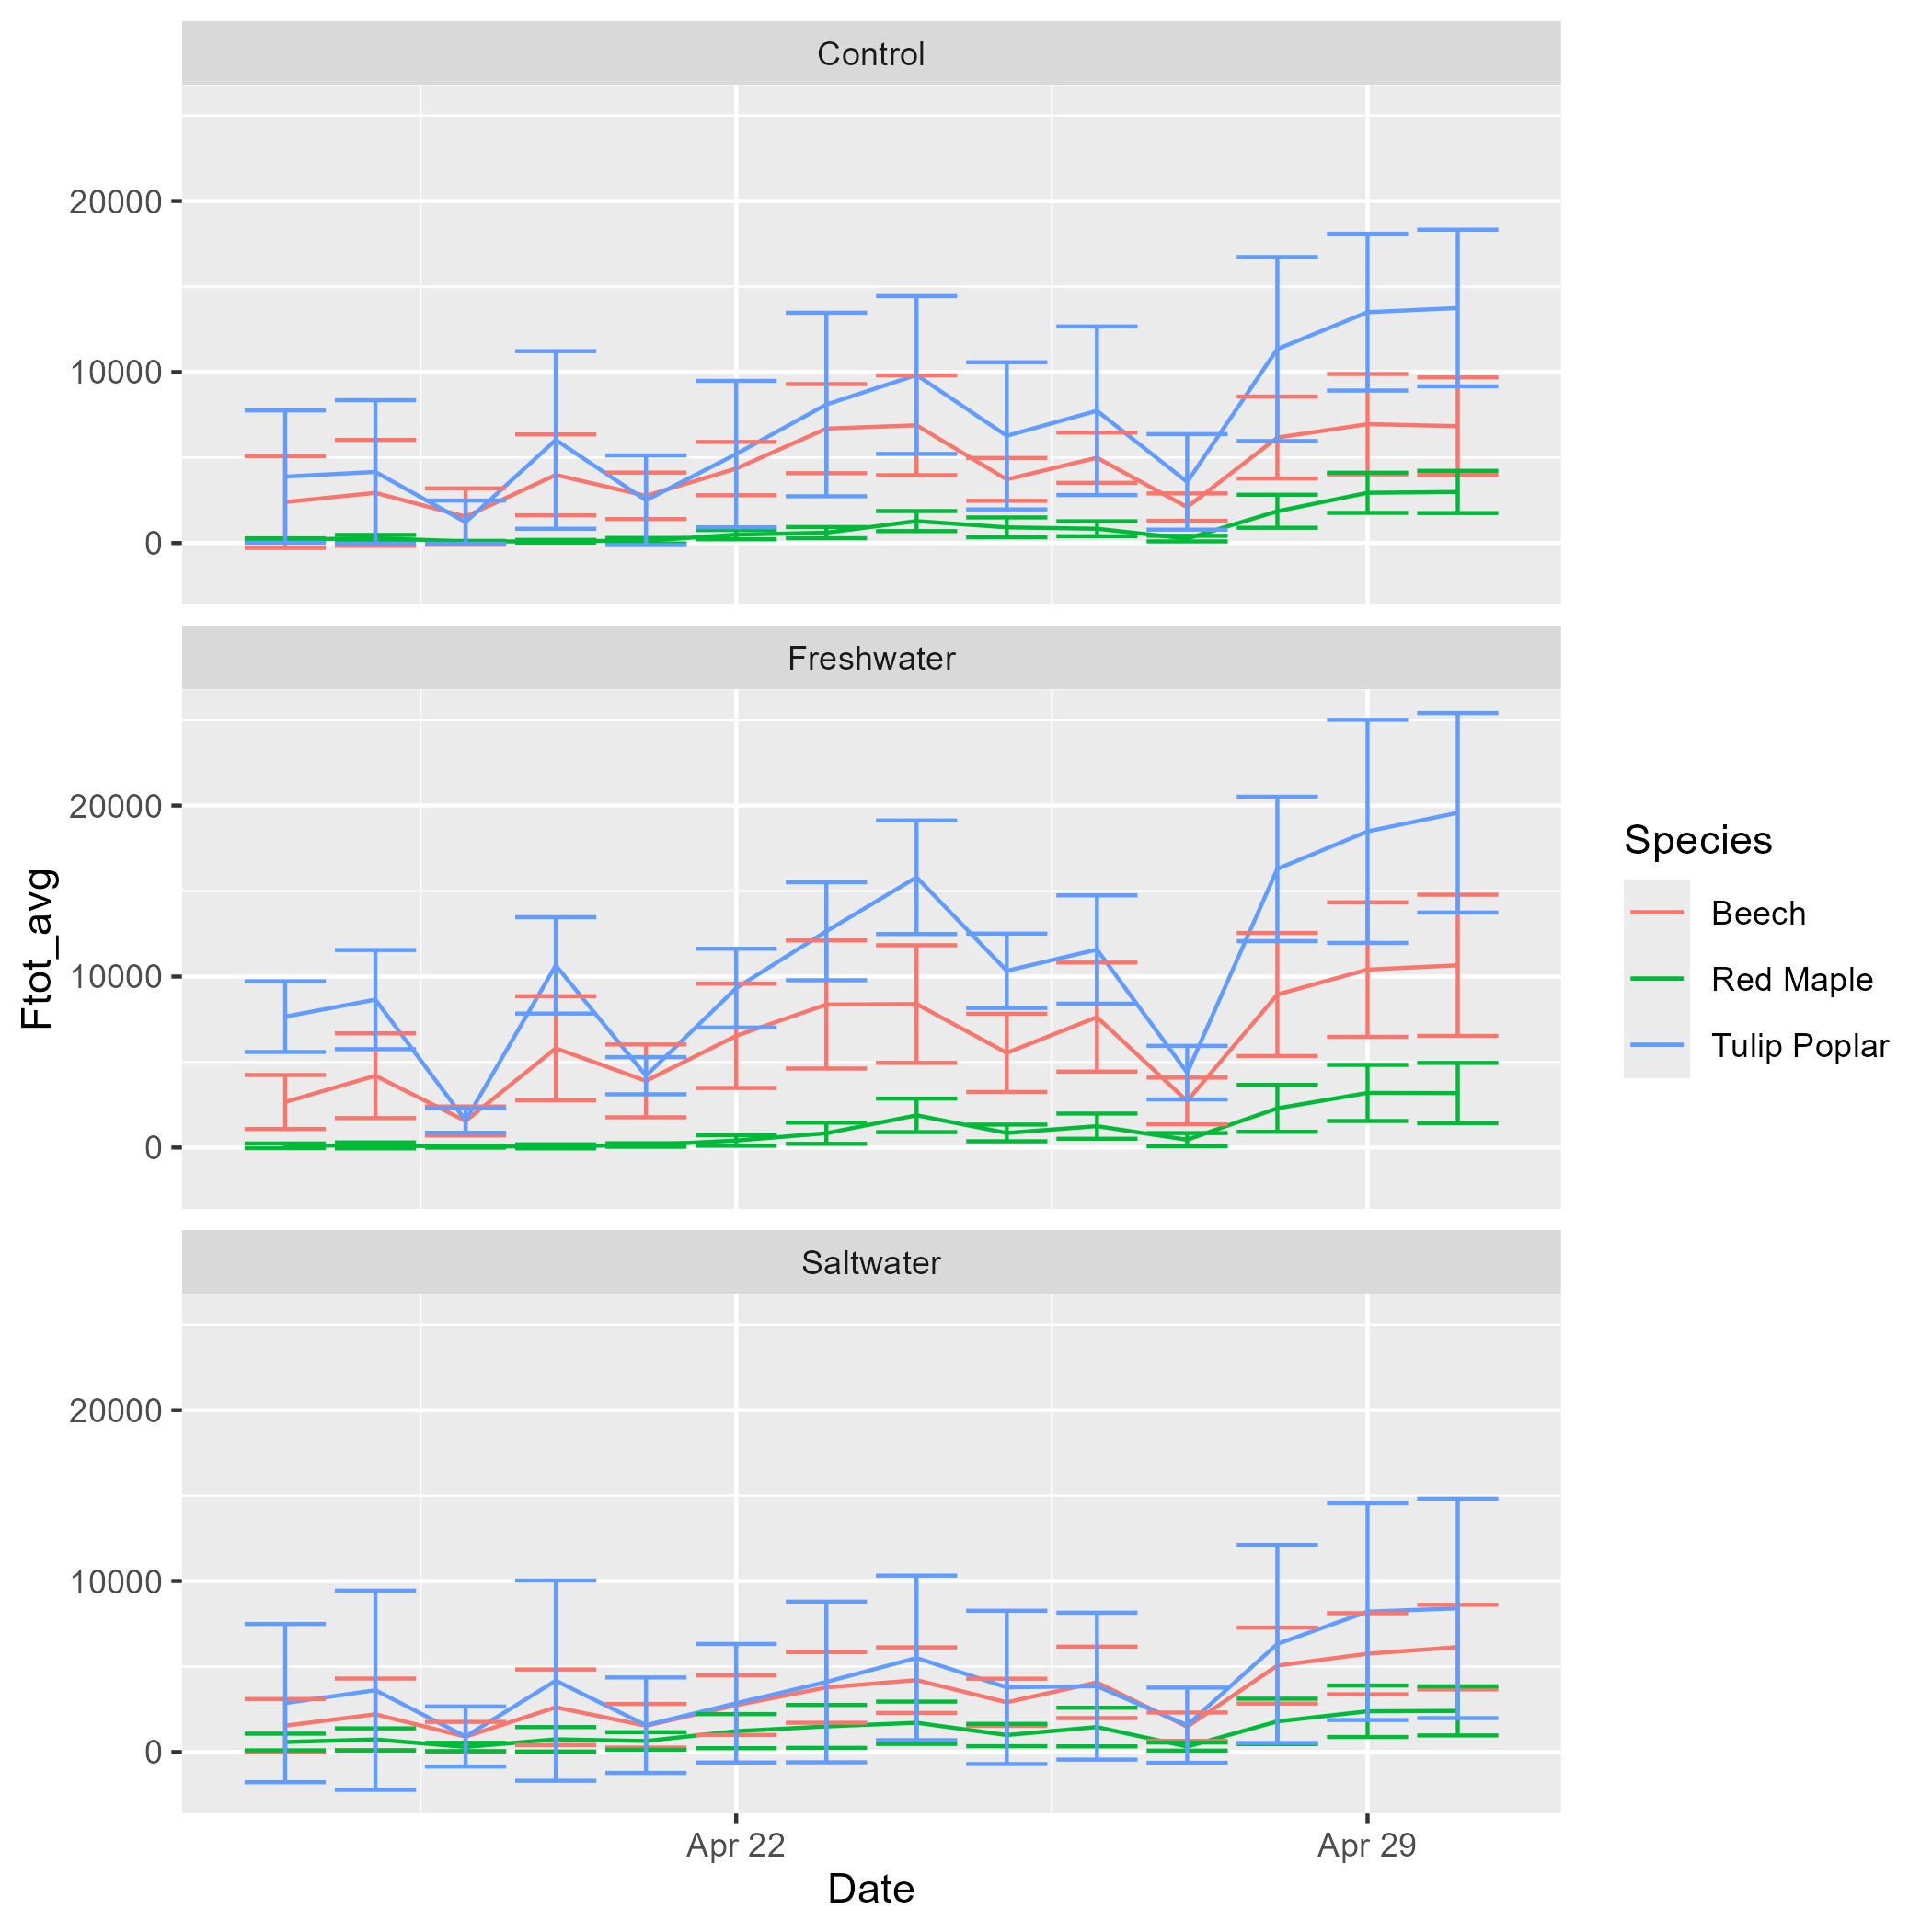 Control
20000
10000
0
Freshwater
20000
10000
0
Saltwater
20000
10000
0
Apr 22
Apr 29
Date
Ftot_avg
Species
Beech
Red Maple
Tulip Poplar